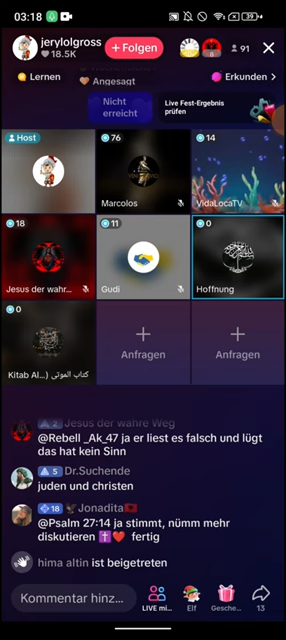 03:18
39
jerylolgross
18.5K
+ Folgen
91
Lernen
Angesagt
Erkunden >
Nicht erreicht
Live Fest-Ergebnis prüfen
Host
76
Marcolos
14
VidaLocaTV
18
Jesus der wahr...
11
Gudi
0
Hoffnung
0
Kitab Al...) كتاب الموتى
Anfragen
Anfragen
2 Jesus der wahre Weg
@Rebell _Ak_47 ja er liest es falsch und lügt
das hat kein Sinn
5 Dr.Suchende
juden und christen
18 Jonadita
@Psalm 27:14 ja stimmt, nümm mehr
diskutieren ✝️❤️ fertig
hima altin ist beigetreten
Kommentar hinz...
LIVE mi...
Elf
Gesche...
13